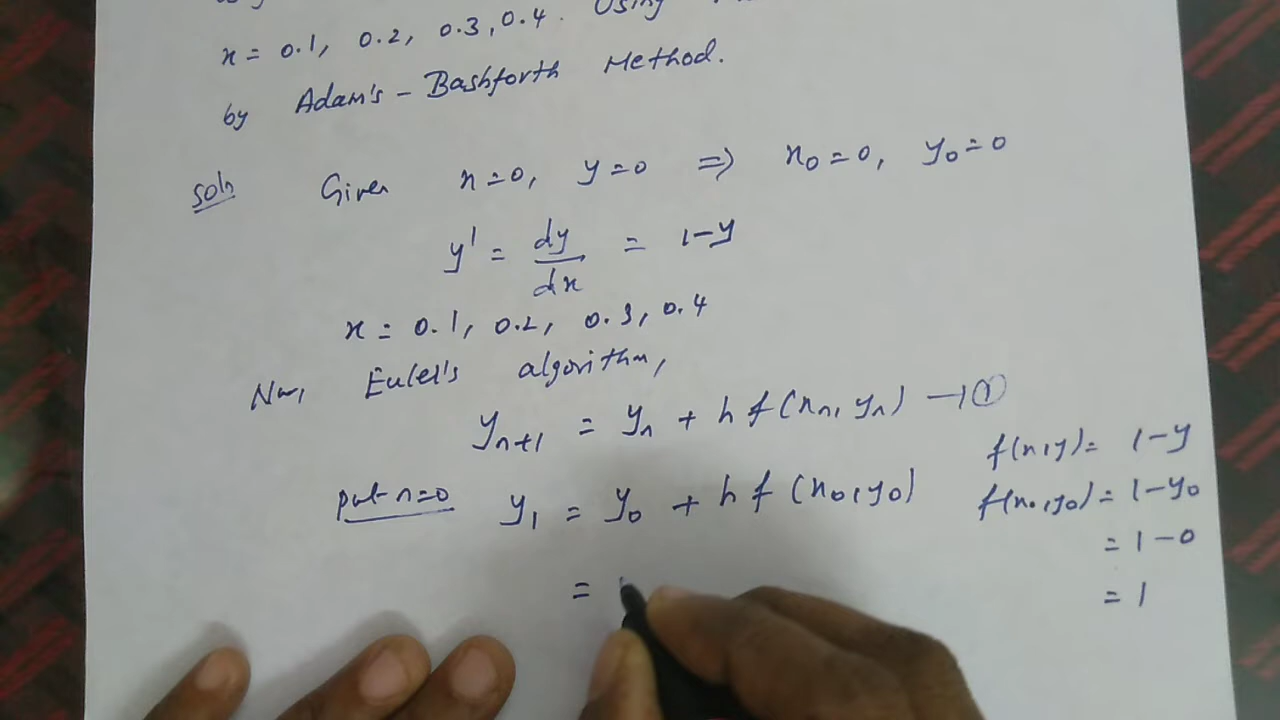 x = 0.1, 0.2, 0.3, 0.4. Using
by Adam's - Bashforth Method.
Soln Given x=0, y=0 ⇒ x₀=0, y₀=0
y' = dy/dx = 1-y
x = 0.1, 0.2, 0.3, 0.4
Now, Euler's algorithm,
yₙ₊₁ = yₙ + h f(xₙ, yₙ) —①
f(x,y) = 1-y
put n=0 y₁ = y₀ + h f(x₀, y₀)
f(x₀,y₀) = 1-y₀
= 1-0
= 1
=